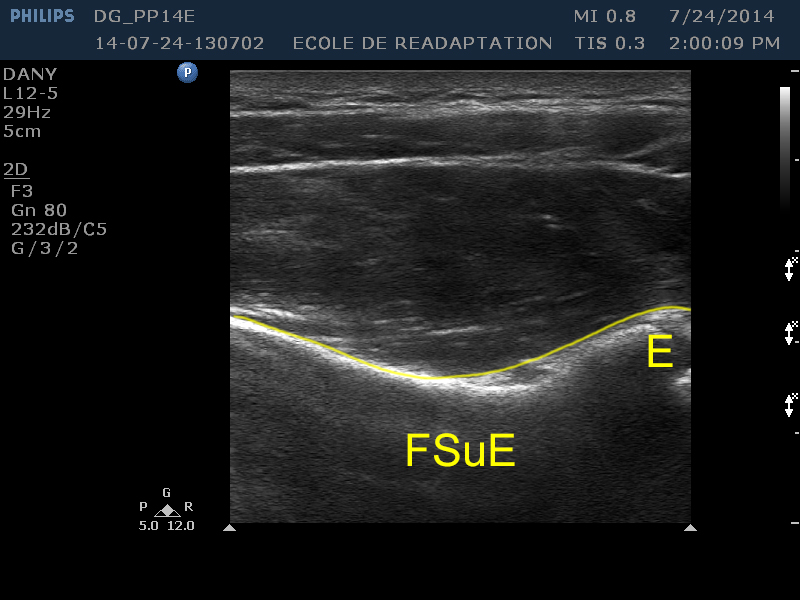 PHILIPS DG_PP14E MI 0.8 7/24/2014
14-07-24-130702 ECOLE DE READAPTATION TIS 0.3 2:00:09 PM
DANY
P
L12-5
29Hz
5cm
2D
F3
Gn 80
232dB/C5
G/3/2
E
FSuE
G
P R
5.0 12.0